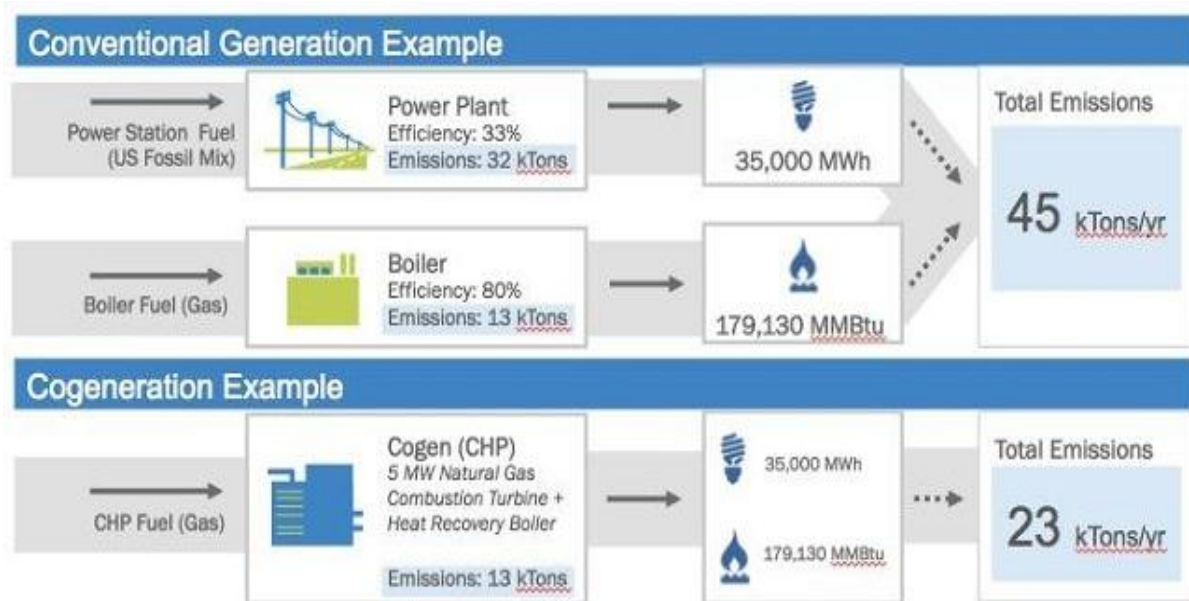 Conventional Generation Example
Power Station Fuel
(US Fossil Mix)
Power Plant
Efficiency: 33%
Emissions: 32 kTons
35,000 MWh
Boiler Fuel (Gas)
Boiler
Efficiency: 80%
Emissions: 13 kTons
179,130 MMBtu
Total Emissions
45 kTons/yr
Cogeneration Example
CHP Fuel (Gas)
Cogen (CHP)
5 MW Natural Gas
Combustion Turbine +
Heat Recovery Boiler
Emissions: 13 kTons
35,000 MWh
179,130 MMBtu
Total Emissions
23 kTons/yr